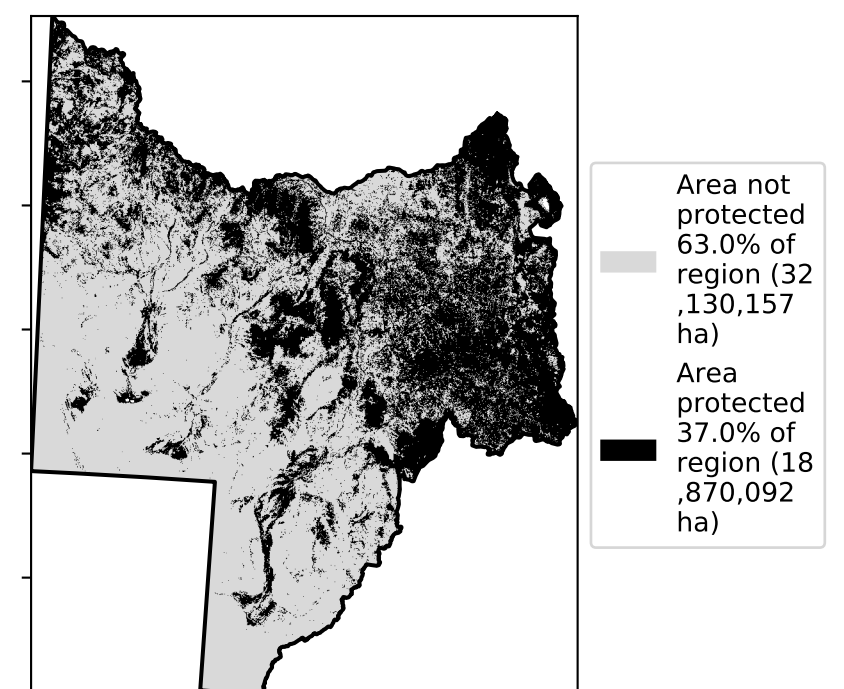 Area not
protected
63.0% of
region (32
,130,157
ha)
Area
protected
37.0% of
region (18
,870,092
ha)